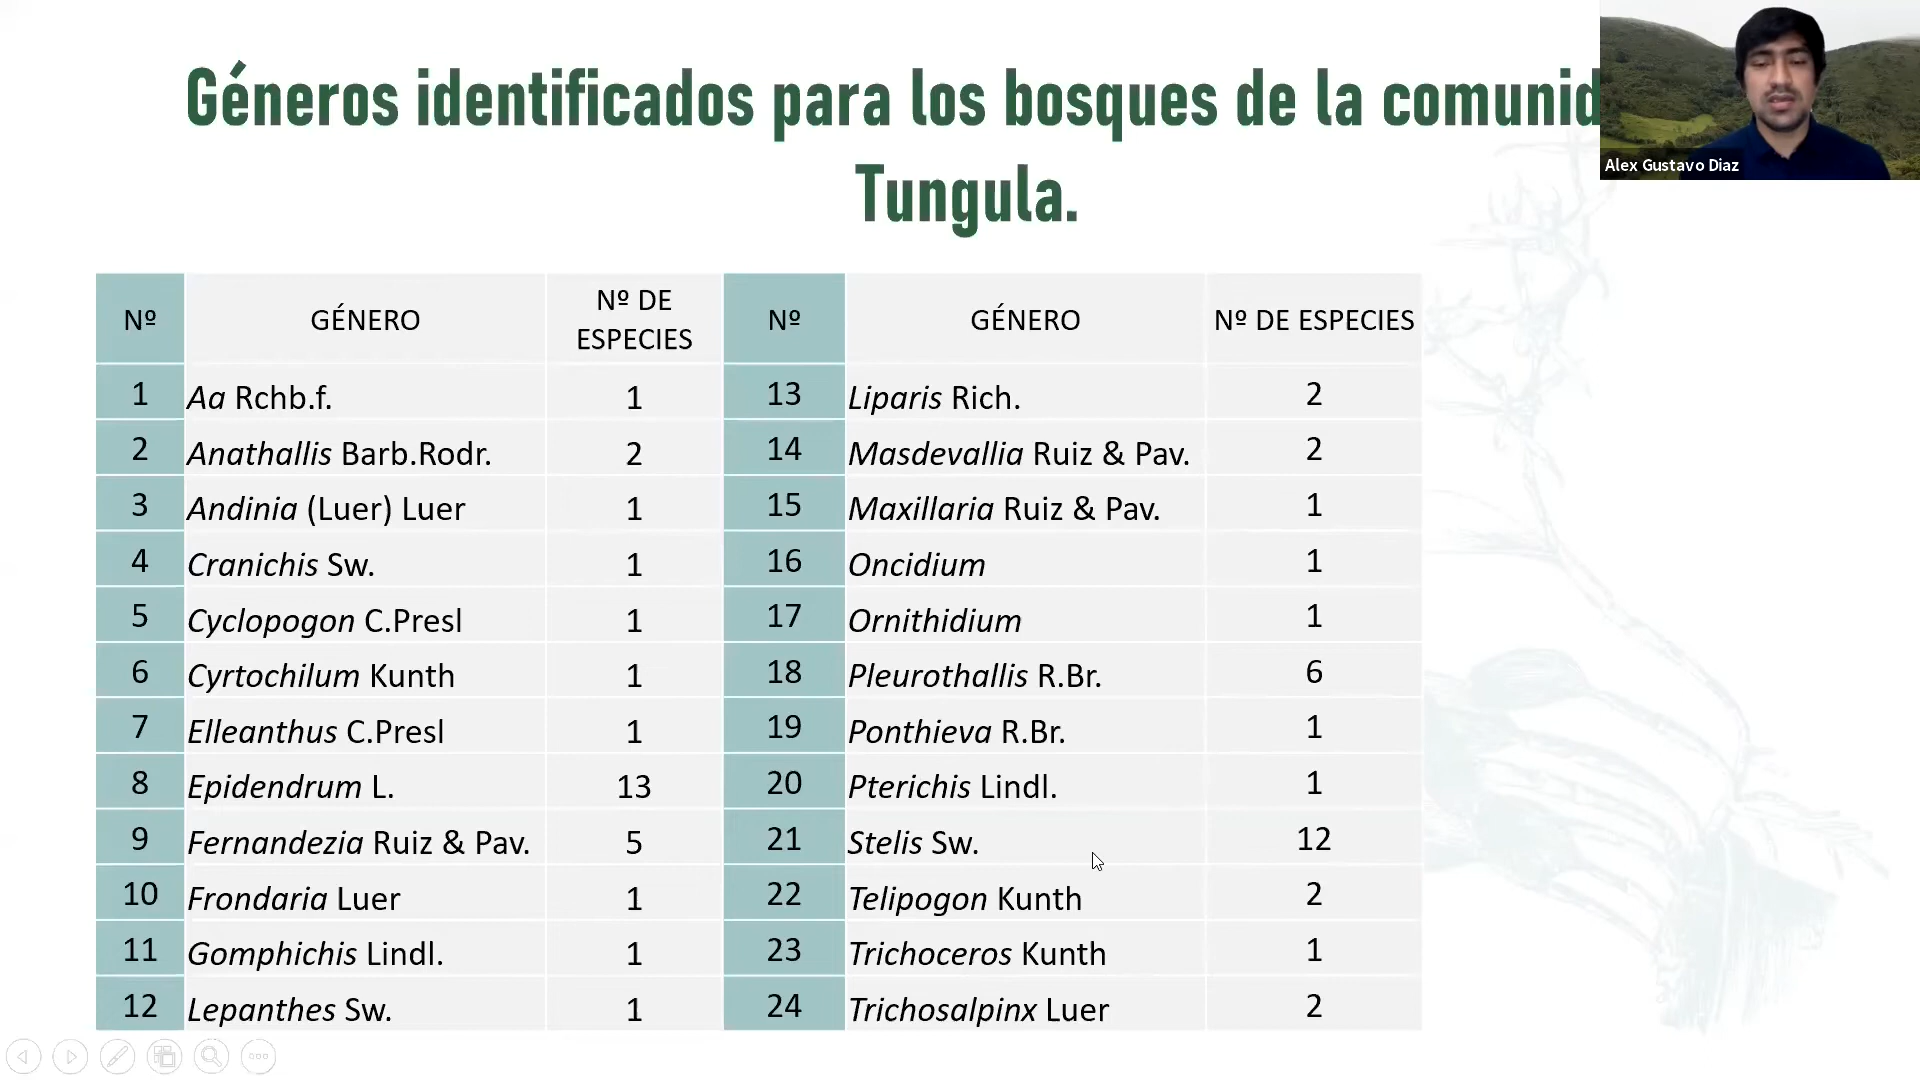 Géneros identificados para los bosques de la comunid
Tungula.
Alex Gustavo Diaz
Nº GÉNERO Nº DE ESPECIES Nº GÉNERO Nº DE ESPECIES
1 Aa Rchb.f. 1 13 Liparis Rich. 2
2 Anathallis Barb.Rodr. 2 14 Masdevallia Ruiz & Pav. 2
3 Andinia (Luer) Luer 1 15 Maxillaria Ruiz & Pav. 1
4 Cranichis Sw. 1 16 Oncidium 1
5 Cyclopogon C.Presl 1 17 Ornithidium 1
6 Cyrtochilum Kunth 1 18 Pleurothallis R.Br. 6
7 Elleanthus C.Presl 1 19 Ponthieva R.Br. 1
8 Epidendrum L. 13 20 Pterichis Lindl. 1
9 Fernandezia Ruiz & Pav. 5 21 Stelis Sw. 12
10 Frondaria Luer 1 22 Telipogon Kunth 2
11 Gomphichis Lindl. 1 23 Trichoceros Kunth 1
12 Lepanthes Sw. 1 24 Trichosalpinx Luer 2